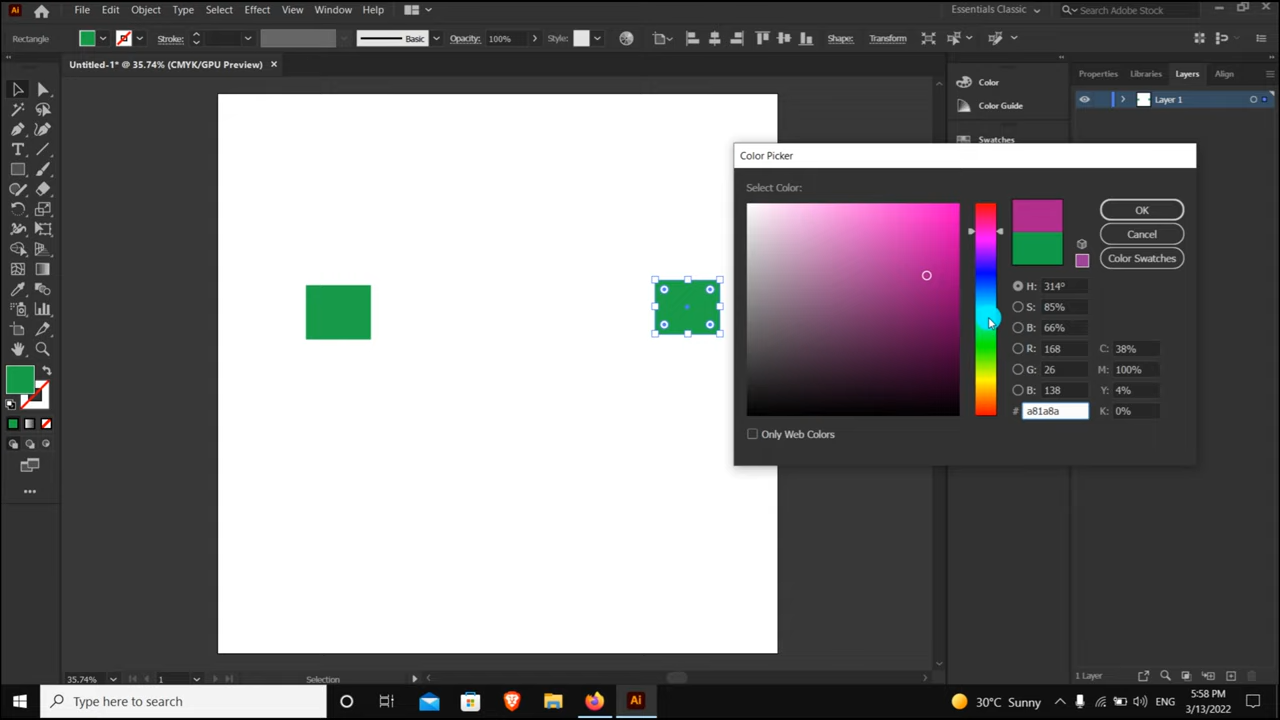 Ai File Edit Object Type Select Effect View Window Help Essentials Classic Search Adobe Stock
Rectangle Stroke: Basic Opacity: 100% Style: Shape: Transform
Untitled-1* @ 35.74% (CMYK/GPU Preview)
Properties Libraries Layers Align
Color
Layer 1
Color Guide
Swatches
Color Picker
Select Color:
OK
Cancel
Color Swatches
H: 314°
S: 85%
B: 66%
R: 168 C: 38%
G: 26 M: 100%
B: 138 Y: 4%
# a81a8a K: 0%
Only Web Colors
35.74% 1 Selection 1 Layer
Type here to search
Ai
30°C Sunny
ENG
5:58 PM
3/13/2022